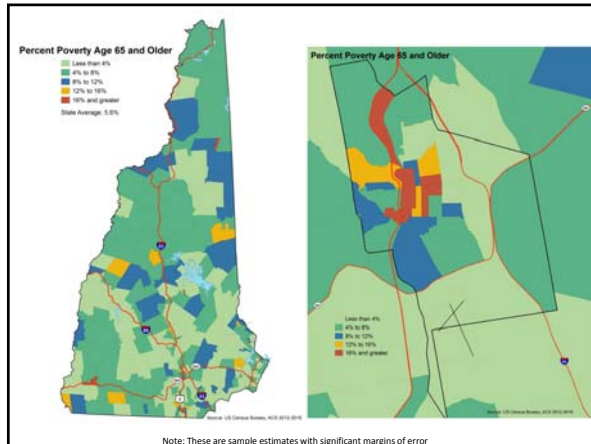 Percent Poverty Age 65 and Older
Less than 4%
4% to 8%
8% to 12%
12% to 16%
16% and greater
State Average: 5.6%
Source: US Census Bureau, ACS 2012-2016
Percent Poverty Age 65 and Older
Less than 4%
4% to 8%
8% to 12%
12% to 16%
16% and greater
Source: US Census Bureau, ACS 2012-2016
Note: These are sample estimates with significant margins of error